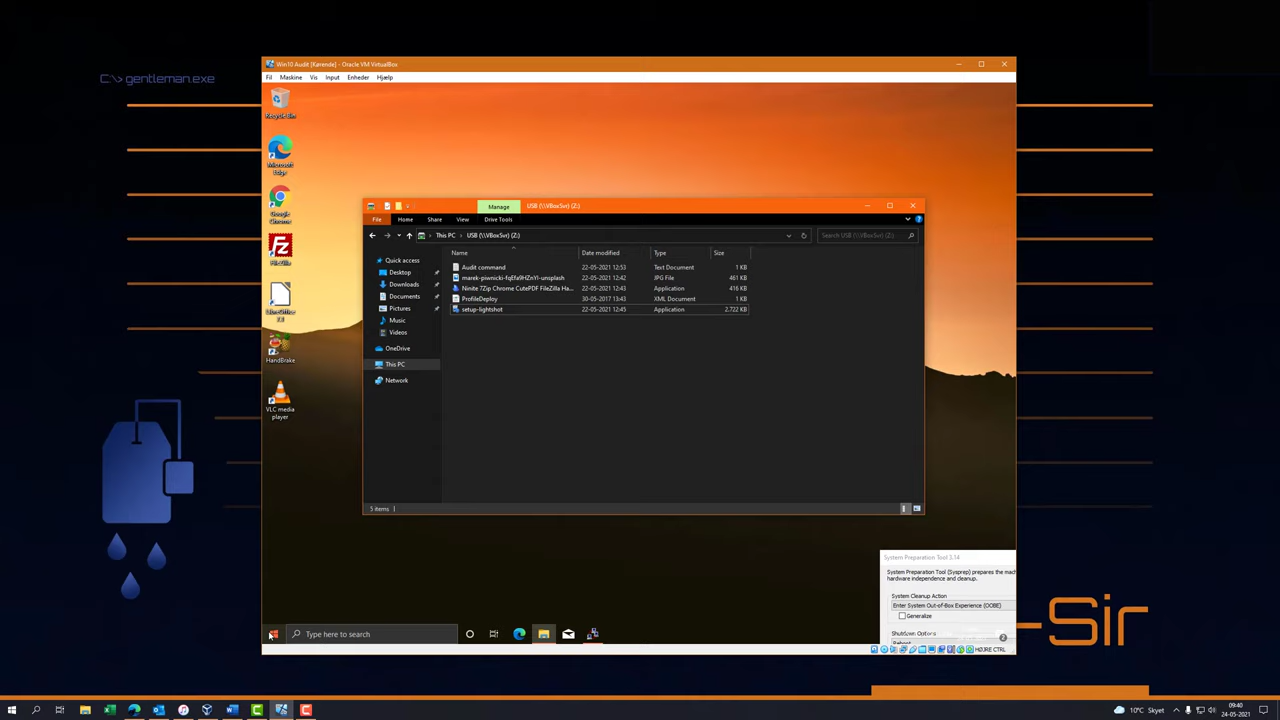 C:\> gentleman.exe
Win10 Audit [Kørende] - Oracle VM VirtualBox
Fil Maskine Vis Input Enheder Hjælp
Recycle Bin
Microsoft Edge
Google Chrome
FileZilla
LibreOffice 7.1
HandBrake
VLC media player
Manage USB (\\VBoxSvr) (Z:)
File Home Share View Drive Tools
This PC USB (\\VBoxSvr) (Z:) Search USB (\\VBoxSvr) (Z:)
Name Date modified Type Size
Quick access
Desktop
Downloads
Documents
Pictures
Music
Videos
OneDrive
This PC
Network
Audit command 22-05-2021 12:53 Text Document 1 KB
22-05-2021 12:42 JPG File 461 KB
Ninite 7Zip Chrome CutePDF FileZilla Ha... 22-05-2021 12:43 Application 416 KB
ProfileDeploy 30-05-2017 13:43 XML Document 1 KB
setup-lightshot 22-05-2021 12:45 Application 2.722 KB
5 items
System Preparation Tool 3.14
System Preparation Tool (Sysprep) prepares the mach
hardware independence and cleanup.
System Cleanup Action
Enter System Out-of-Box Experience (OOBE)
Generalize
Shutdown Options
Reboot
-Sir
Type here to search
2
HØJRE CTRL
10°C Skyet
09:40
24-05-2021